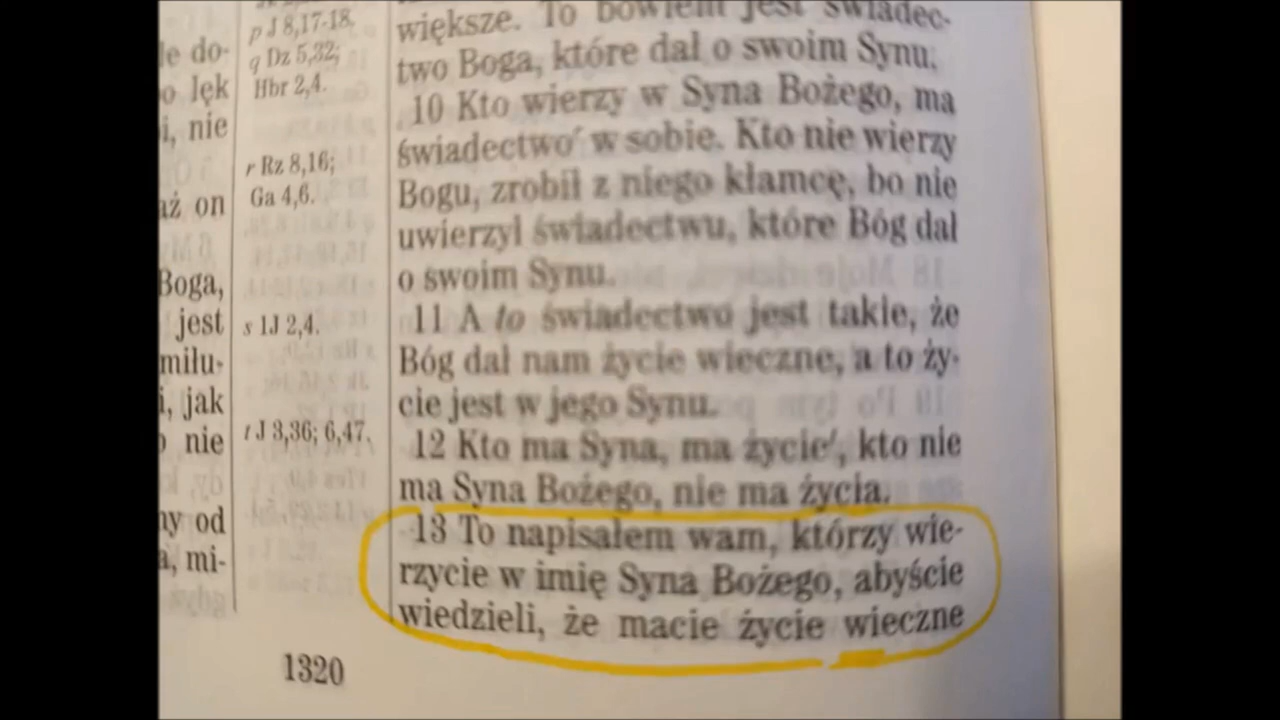 le do-
o lęk
i, nie
aż on
Boga,
jest
miłu-
i, jak
nie
ny od
a, mi-
p J 8,17-18.
q Dz 5,32;
Hbr 2,4.
r Rz 8,16;
Ga 4,6.
s 1J 2,4.
t J 3,36; 6,47.
większe. To bowiem jest świadec-
two Boga, które dał o swoim Synu.
10 Kto wierzy w Syna Bożego, ma
świadectwoʳ w sobie. Kto nie wierzy
Bogu, zrobił z niego kłamcę, bo nie
uwierzył świadectwu, które Bóg dał
o swoim Synu.
11 A to świadectwo jest takie, że
Bóg dał nam życie wieczne, a to ży-
cie jest w jego Synu.
12 Kto ma Syna, ma życieᵗ, kto nie
ma Syna Bożego, nie ma życia.
13 To napisałem wam, którzy wie-
rzycie w imię Syna Bożego, abyście
wiedzieli, że macie życie wieczne
1320